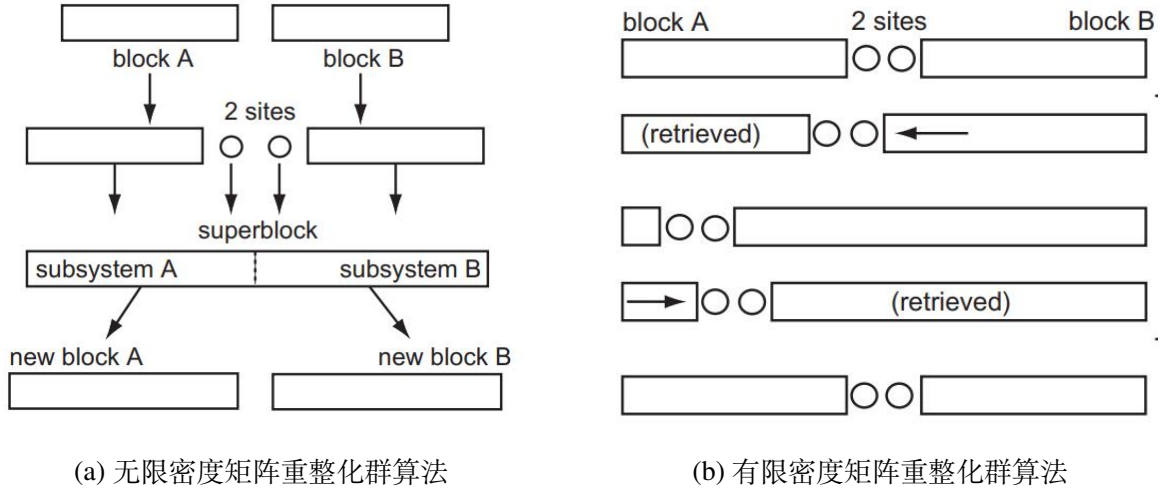 block A block B
2 sites
superblock
subsystem A subsystem B
new block A new block B
(a) 无限密度矩阵重整化群算法
block A 2 sites block B
(retrieved)
(retrieved)
(b) 有限密度矩阵重整化群算法